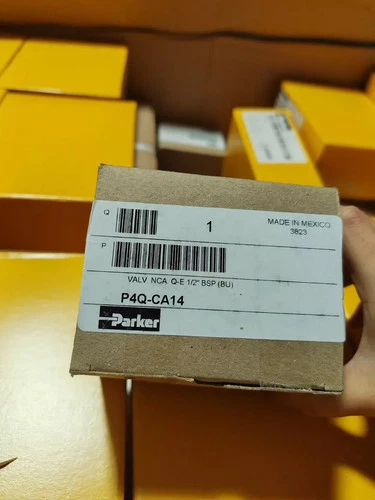 Q
1
MADE IN MEXICO
3823
P
VALV NCA Q-E 1/2" BSP (BU)
P4Q-CA14
Parker